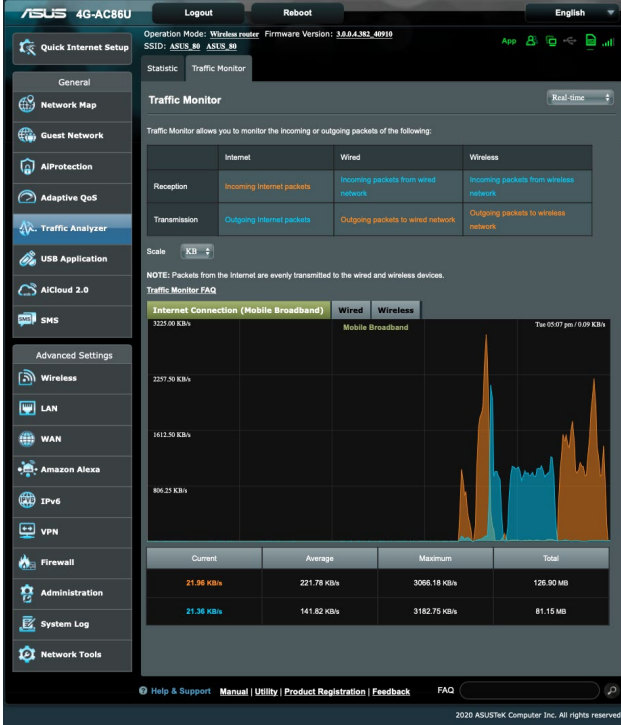 ASUS 4G-AC86U Logout Reboot English
Operation Mode: Wireless router Firmware Version: 3.0.0.4.382_40910
SSID: ASUS_80 ASUS_80
App
Quick Internet Setup
General
Network Map
Guest Network
AiProtection
Adaptive QoS
Traffic Analyzer
USB Application
AiCloud 2.0
SMS SMS
Advanced Settings
Wireless
LAN
WAN
Amazon Alexa
IPv6
VPN
Firewall
Administration
System Log
Network Tools
Statistic Traffic Monitor
Traffic Monitor Real-time
Traffic Monitor allows you to monitor the incoming or outgoing packets of the following:
Internet Wired Wireless
Reception Incoming Internet packets Incoming packets from wired network Incoming packets from wireless network
Transmission Outgoing Internet packets Outgoing packets to wired network Outgoing packets to wireless network
Scale KB
NOTE: Packets from the Internet are evenly transmitted to the wired and wireless devices.
Traffic Monitor FAQ
Internet Connection (Mobile Broadband) Wired Wireless
3225.00 KB/s Mobile Broadband Tue 05:07 pm / 0.09 KB/s
2257.50 KB/s
1612.50 KB/s
806.25 KB/s
Current Average Maximum Total
21.96 KB/s 221.78 KB/s 3066.18 KB/s 126.90 MB
21.36 KB/s 141.82 KB/s 3182.75 KB/s 81.15 MB
Help & Support Manual | Utility | Product Registration | Feedback FAQ
2020 ASUSTeK Computer Inc. All rights reserved